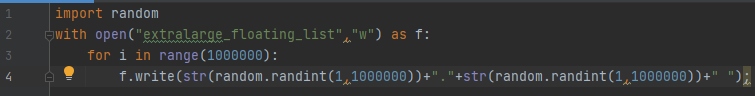 1 import random
2 with open("extralarge_floating_list","w") as f:
3 for i in range(1000000):
4 f.write(str(random.randint(1,1000000))+"."+str(random.randint(1,1000000))+" ");